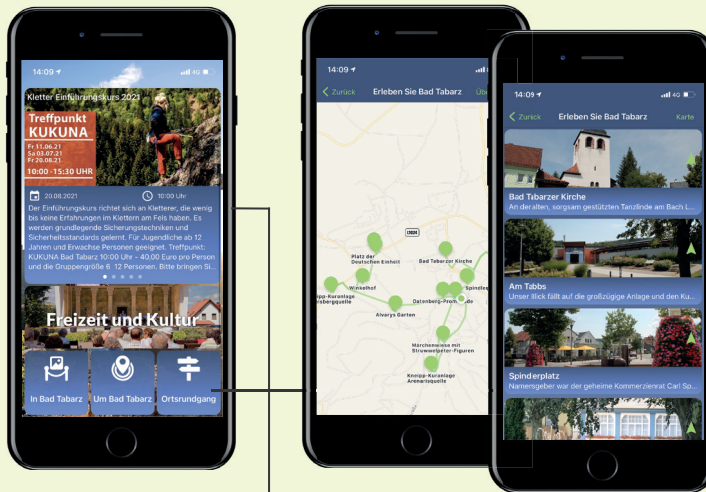 14:09
4G
Kletter Einführungskurs 2021
Treffpunkt
KUKUNA
Fr 11.06.21
Sa 03.07.21
Fr 20.08.21
10:00 -15:30 UHR
20.08.2021
10:00 Uhr
Der Einführungskurs richtet sich an Kletterer, die wenig
bis keine Erfahrungen im Klettern am Fels haben. Es
werden grundlegende Sicherungstechniken und
Sicherheitsstandards gelernt. Für Jugendliche ab 12
Jahren und Erwachse Personen geeignet. Treffpunkt:
KUKUNA Bad Tabarz 10:00 Uhr - 40,00 Euro pro Person
und die Gruppengröße 6 12 Personen. Bitte bringen Si...
Freizeit und Kultur
In Bad Tabarz
Um Bad Tabarz
Ortsrundgang
14:09
Zurück
Erleben Sie Bad Tabarz
Platz der
Deutschen Einheit
Bad Tabarzer Kirche
Winkelhof
Alvarys Garten
Märchenwiese mit
Struwwelpeter-Figuren
Kneipp-Kuranlage
Arenarisquelle
14:09
4G
Zurück
Erleben Sie Bad Tabarz
Karte
Bad Tabarzer Kirche
An der alten, sorgsam gestützten Tanzlinde am Bach L...
Am Tabbs
Unser Blick fällt auf die großzügige Anlage und den Ku...
Spinderplatz
Namersgeber war der geheime Kommerzienrat Carl Sp...